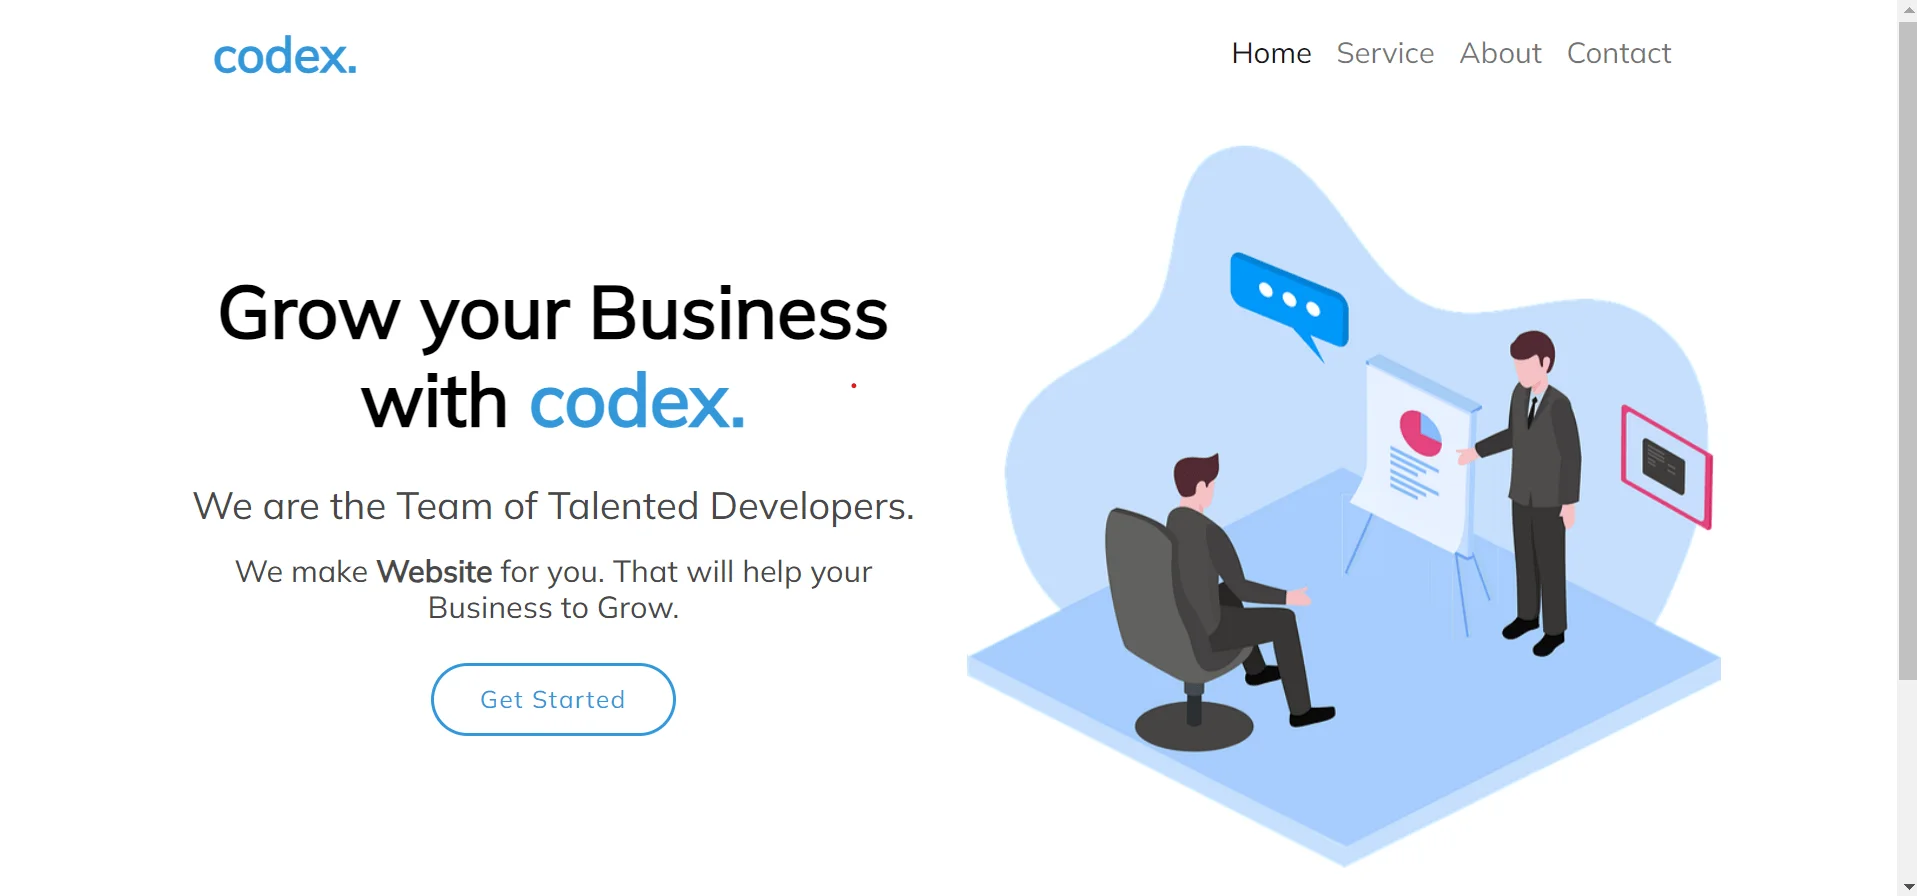 codex.
Home Service About Contact
Grow your Business
with codex.
We are the Team of Talented Developers.
We make Website for you. That will help your
Business to Grow.
Get Started